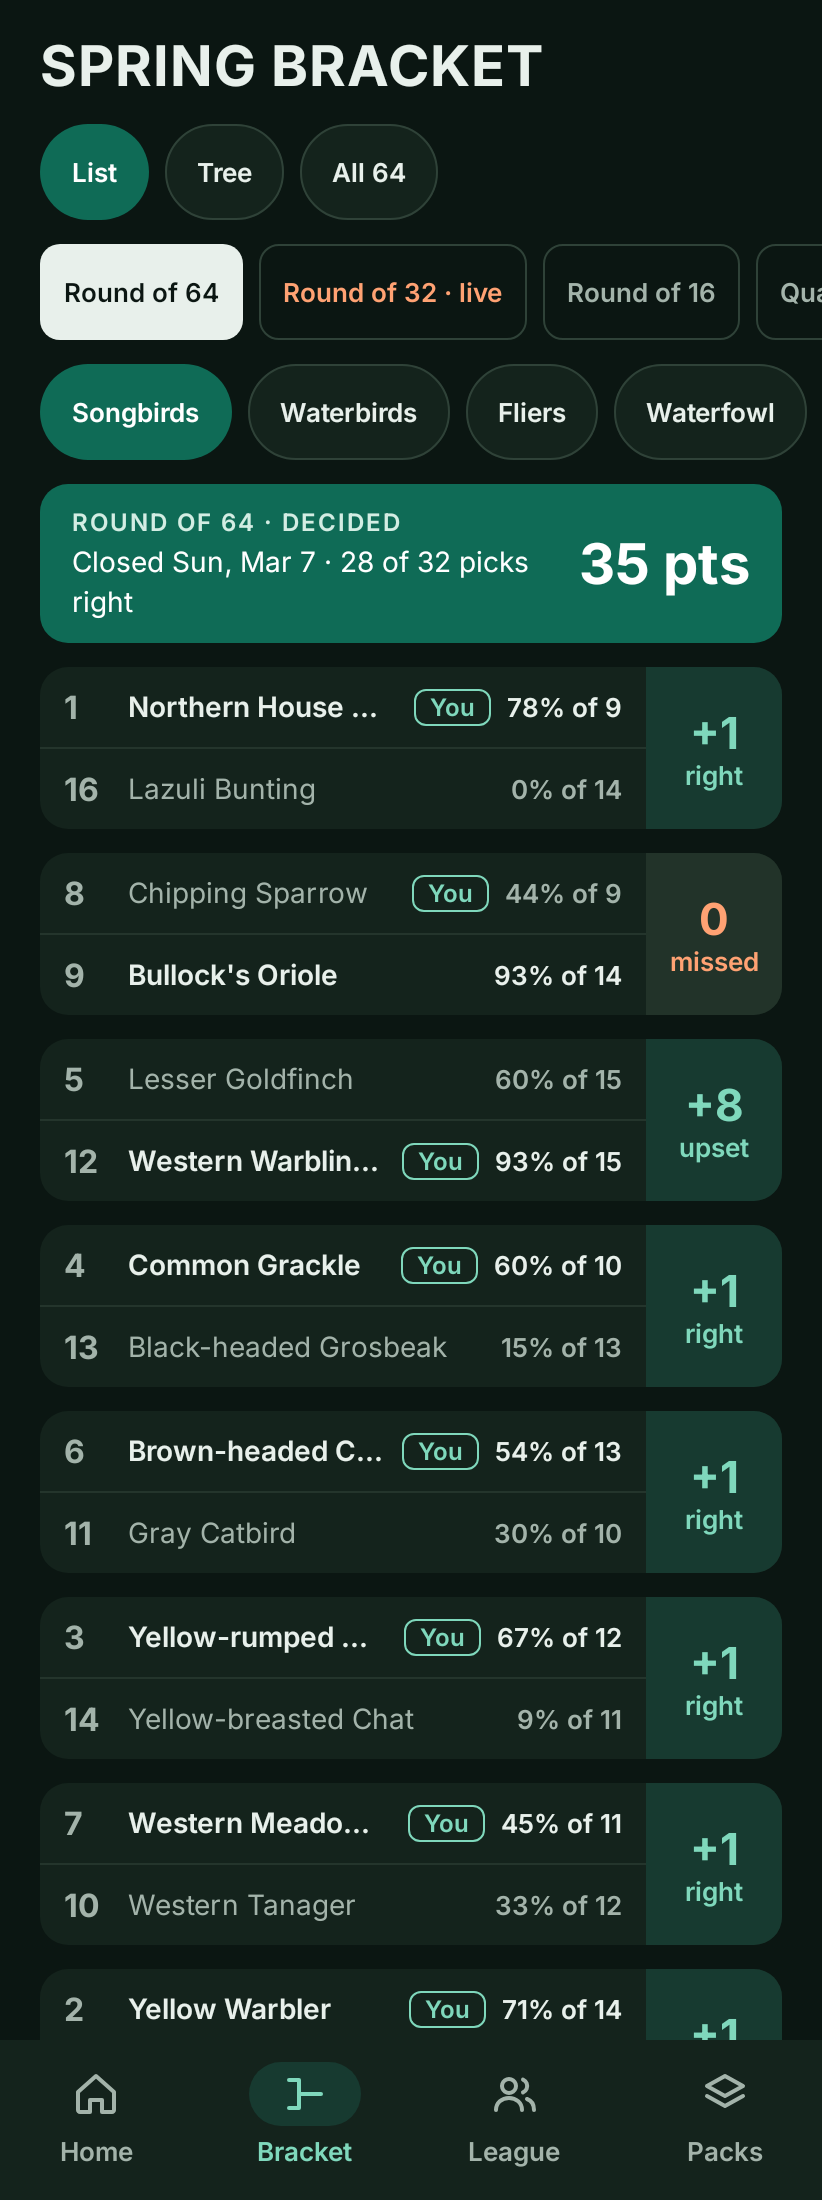 SPRING BRACKET
List Tree All 64
Round of 64 Round of 32 · live Round of 16 Qua
Songbirds Waterbirds Fliers Waterfowl
ROUND OF 64 · DECIDED
Closed Sun, Mar 7 · 28 of 32 picks
right
35 pts
1 Northern House ... You 78% of 9
16 Lazuli Bunting 0% of 14
+1
right
8 Chipping Sparrow You 44% of 9
9 Bullock's Oriole 93% of 14
0
missed
5 Lesser Goldfinch 60% of 15
12 Western Warblin... You 93% of 15
+8
upset
4 Common Grackle You 60% of 10
13 Black-headed Grosbeak 15% of 13
+1
right
6 Brown-headed C... You 54% of 13
11 Gray Catbird 30% of 10
+1
right
3 Yellow-rumped ... You 67% of 12
14 Yellow-breasted Chat 9% of 11
+1
right
7 Western Meado... You 45% of 11
10 Western Tanager 33% of 12
+1
right
2 Yellow Warbler You 71% of 14
+1
Home Bracket League Packs